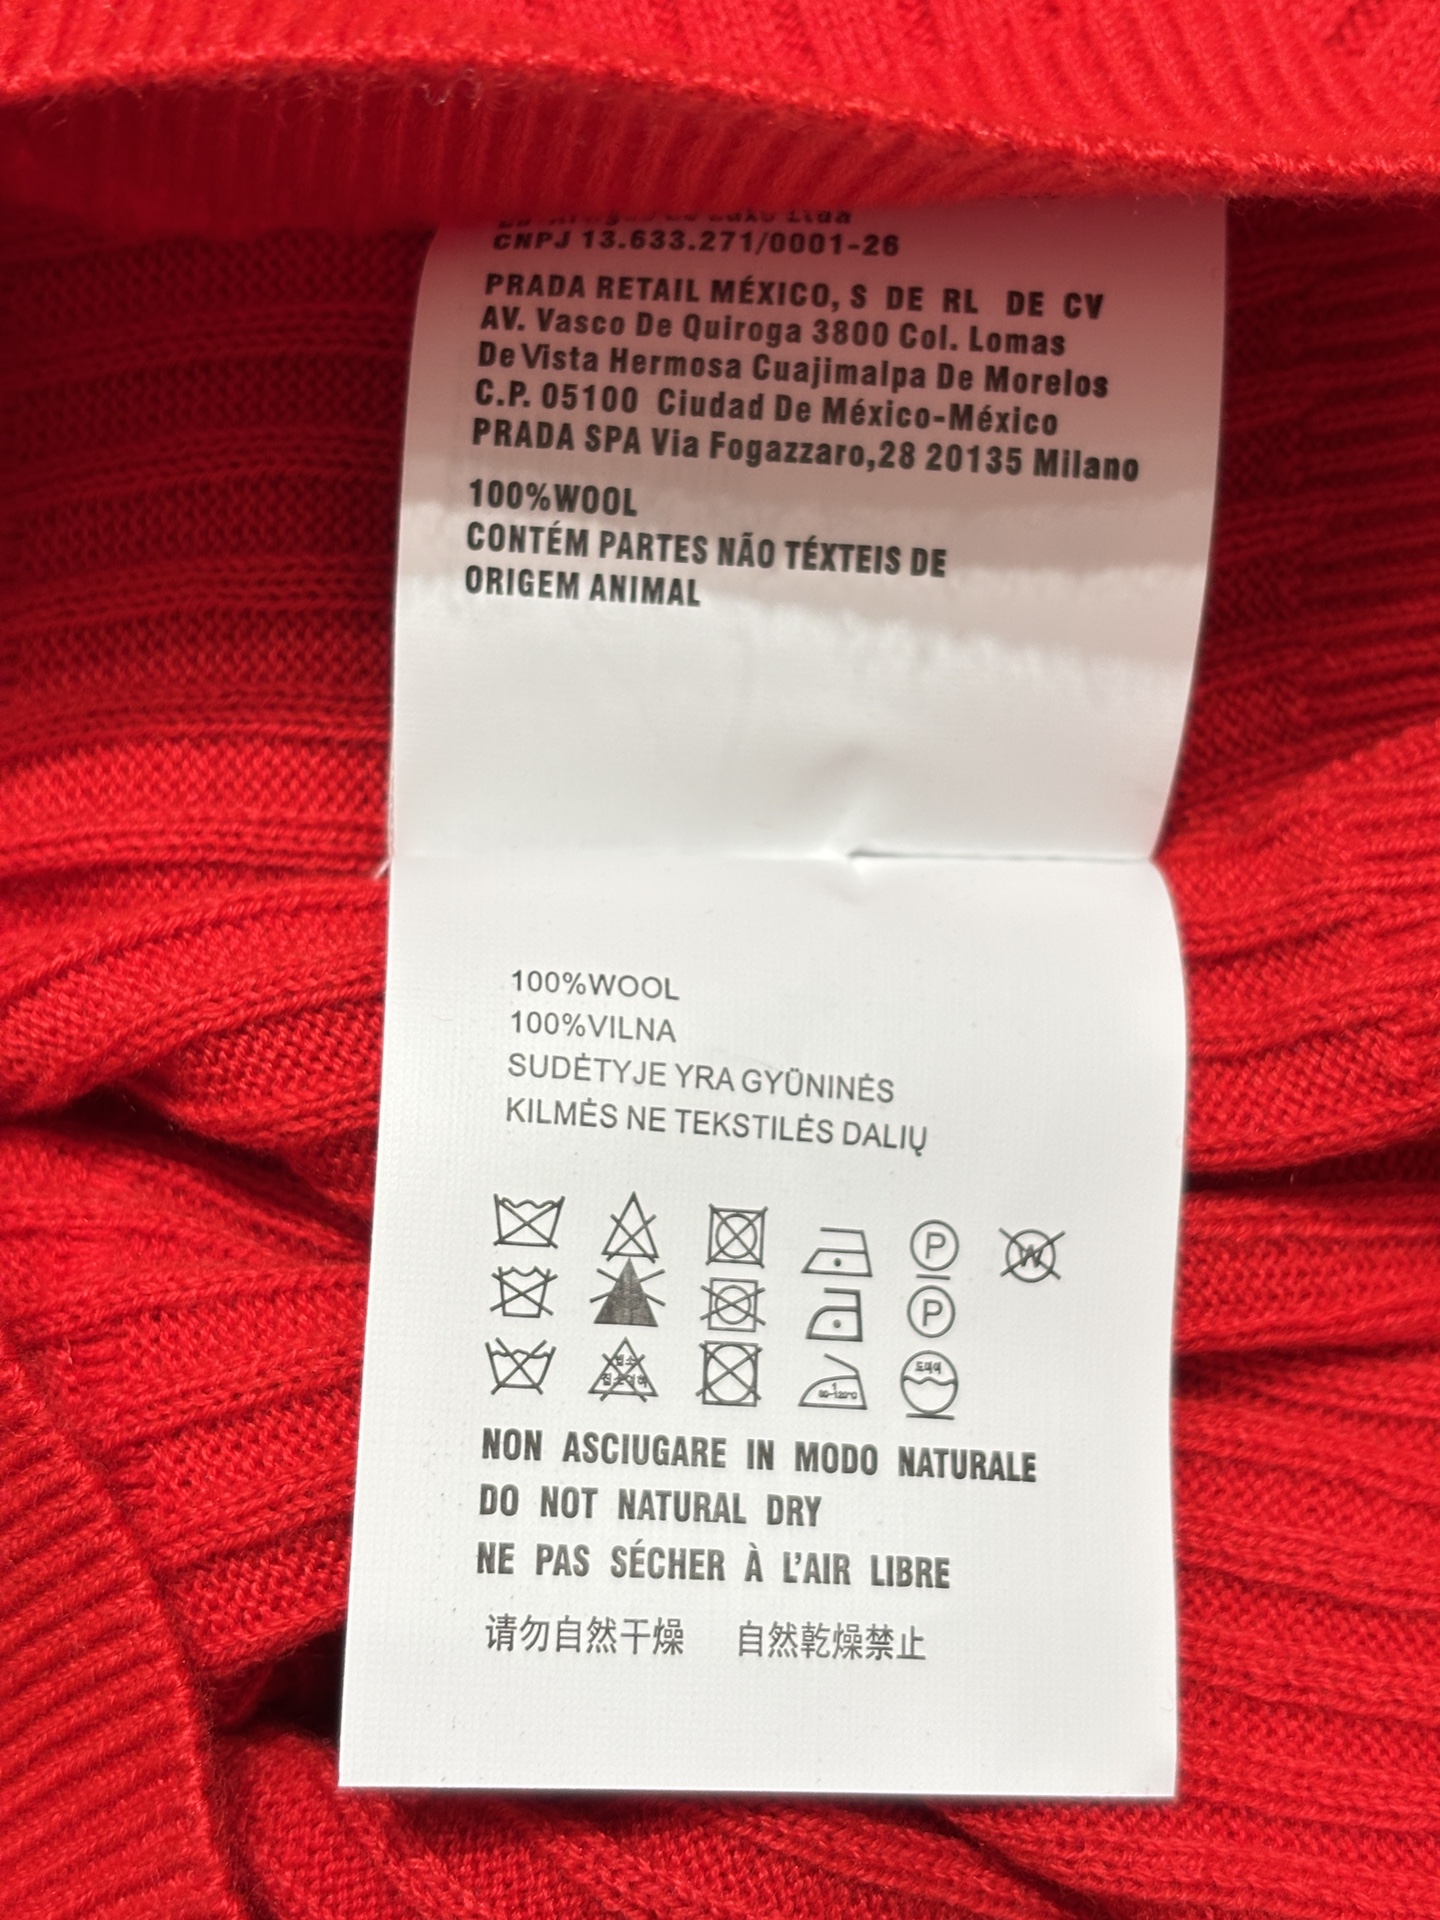 CNPJ 13.633.271/0001-26
PRADA RETAIL MÉXICO, S DE RL DE CV
AV. Vasco De Quiroga 3800 Col. Lomas
De Vista Hermosa Cuajimalpa De Morelos
C.P. 05100 Ciudad De México-México
PRADA SPA Via Fogazzaro,28 20135 Milano
100%WOOL
CONTÉM PARTES NÃO TÉXTEIS DE
ORIGEM ANIMAL
100%WOOL
100%VILNA
SUDĖTYJE YRA GYŪNINĖS
KILMĖS NE TEKSTILĖS DALIŲ
P W
P
드라이
NON ASCIUGARE IN MODO NATURALE
DO NOT NATURAL DRY
NE PAS SÉCHER À L'AIR LIBRE
请勿自然干燥 自然乾燥禁止